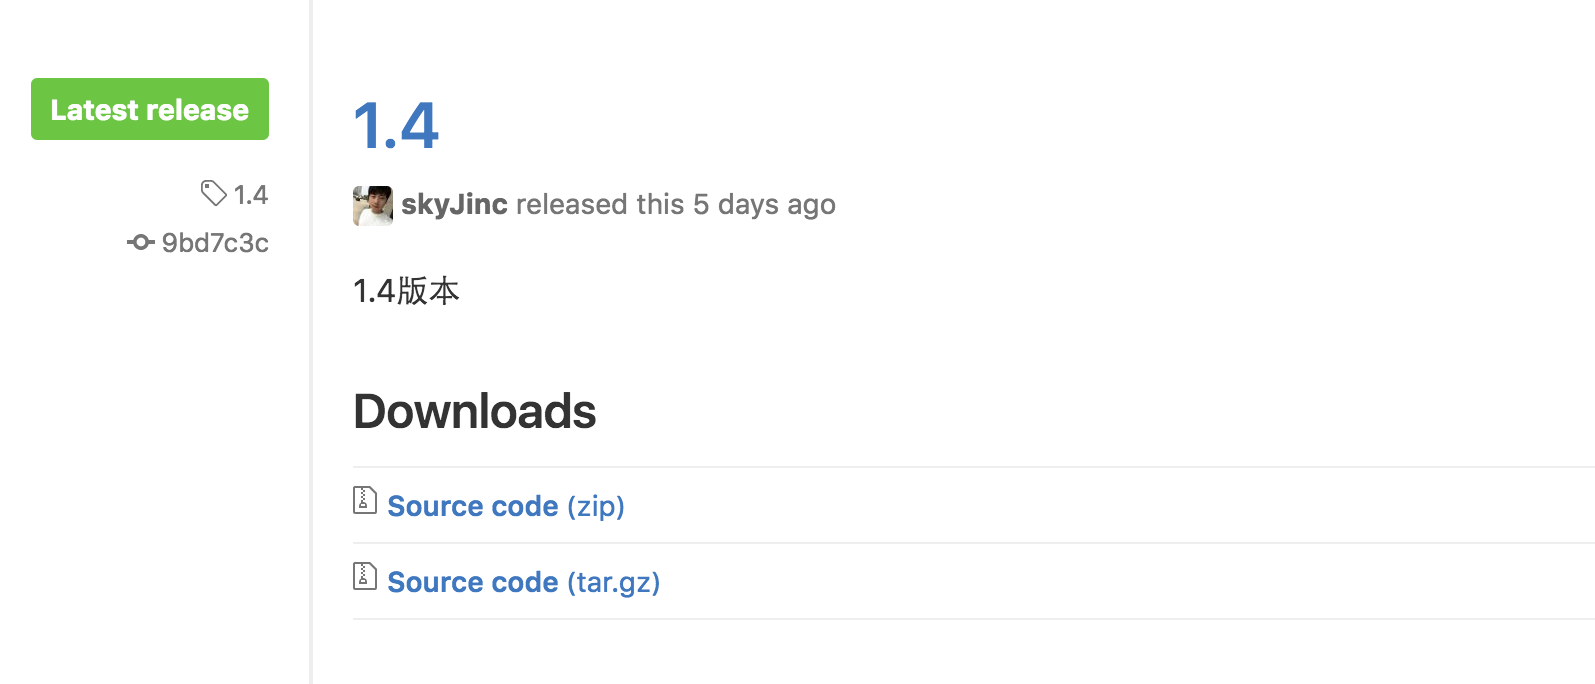 Latest release
1.4
9bd7c3c
1.4
skyJinc released this 5 days ago
1.4版本
Downloads
Source code (zip)
Source code (tar.gz)